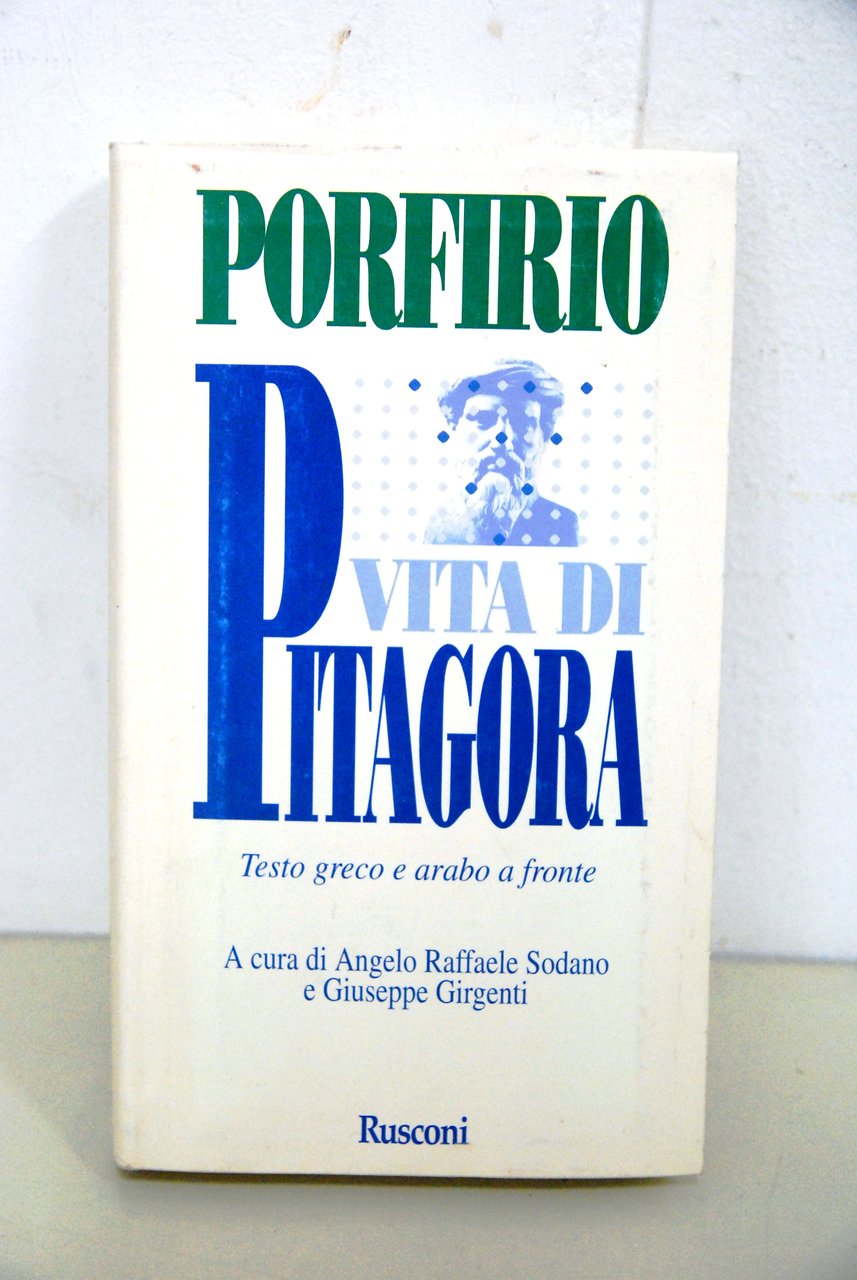 PORFIRIO
VITA DI
PITAGORA
Testo greco e arabo a fronte
A cura di Angelo Raffaele Sodano
e Giuseppe Girgenti
Rusconi